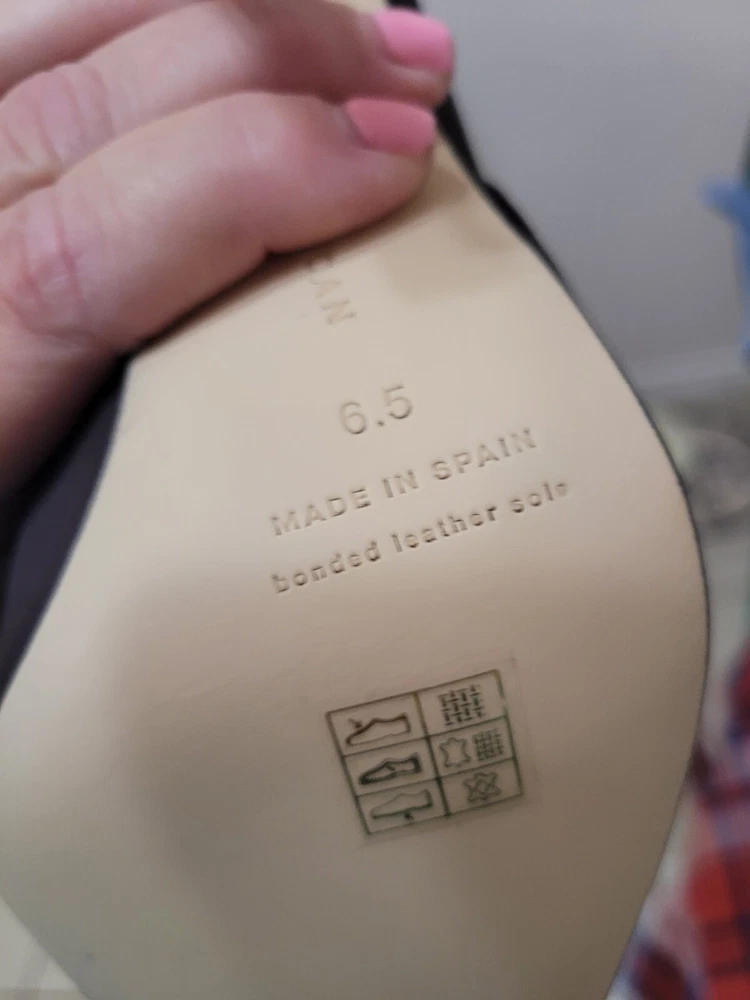 6.5
MADE IN SPAIN
bonded leather sole